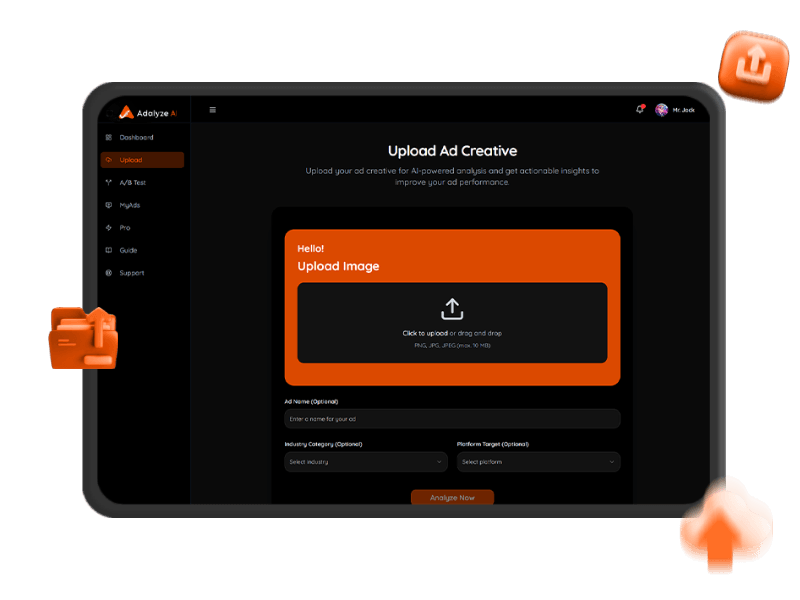 Adalyze AI
Mr. Jack
Dashboard
Upload
A/B Test
MyAds
Pro
Guide
Support
Upload Ad Creative
Upload your ad creative for AI-powered analysis and get actionable insights to
improve your ad performance.
Hello!
Upload Image
Click to upload or drag and drop
PNG, JPG, JPEG (max. 10 MB)
Ad Name (Optional)
Enter a name for your ad
Industry Category (Optional)
Select industry
Platform Target (Optional)
Select platform
Analyze Now